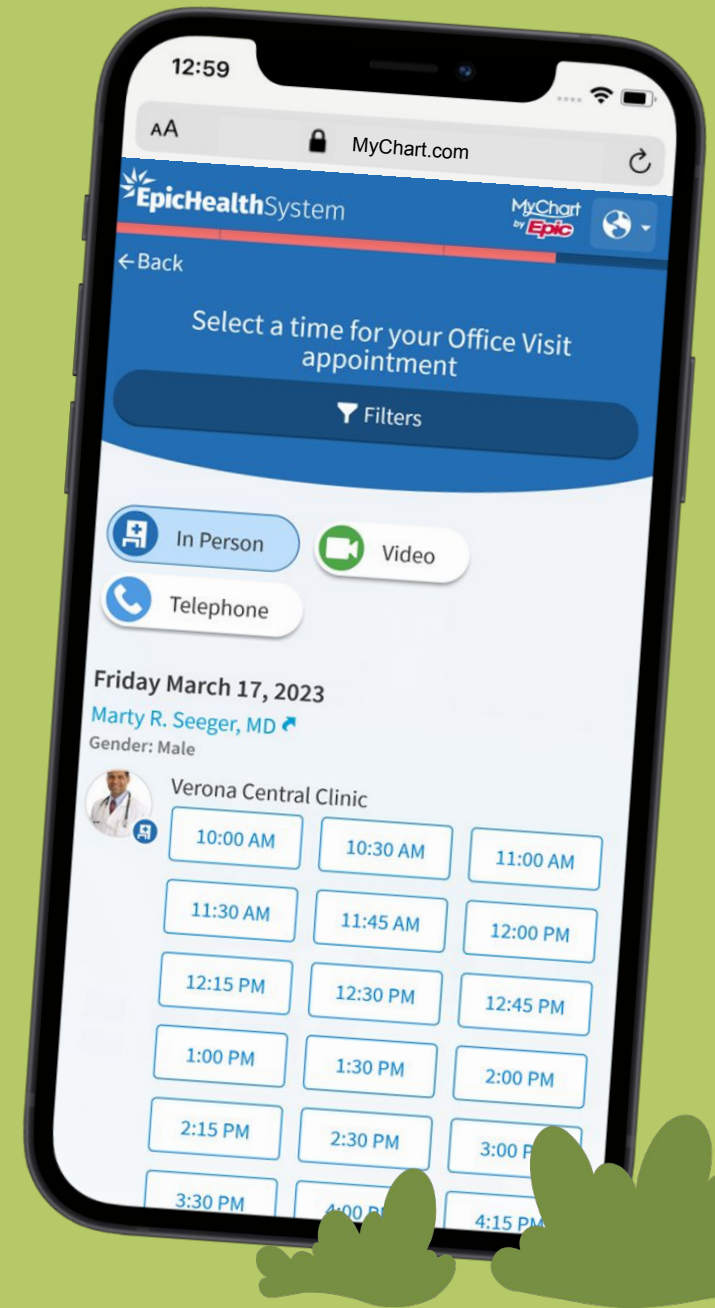 12:59
AA MyChart.com
EpicHealthSystem
MyChart
by Epic
←Back
Select a time for your Office Visit
appointment
Filters
In Person
Video
Telephone
Friday March 17, 2023
Marty R. Seeger, MD
Gender: Male
Verona Central Clinic
10:00 AM 10:30 AM 11:00 AM
11:30 AM 11:45 AM 12:00 PM
12:15 PM 12:30 PM 12:45 PM
1:00 PM 1:30 PM 2:00 PM
2:15 PM 2:30 PM 3:00
3:30 PM 4:00 4:15 PM